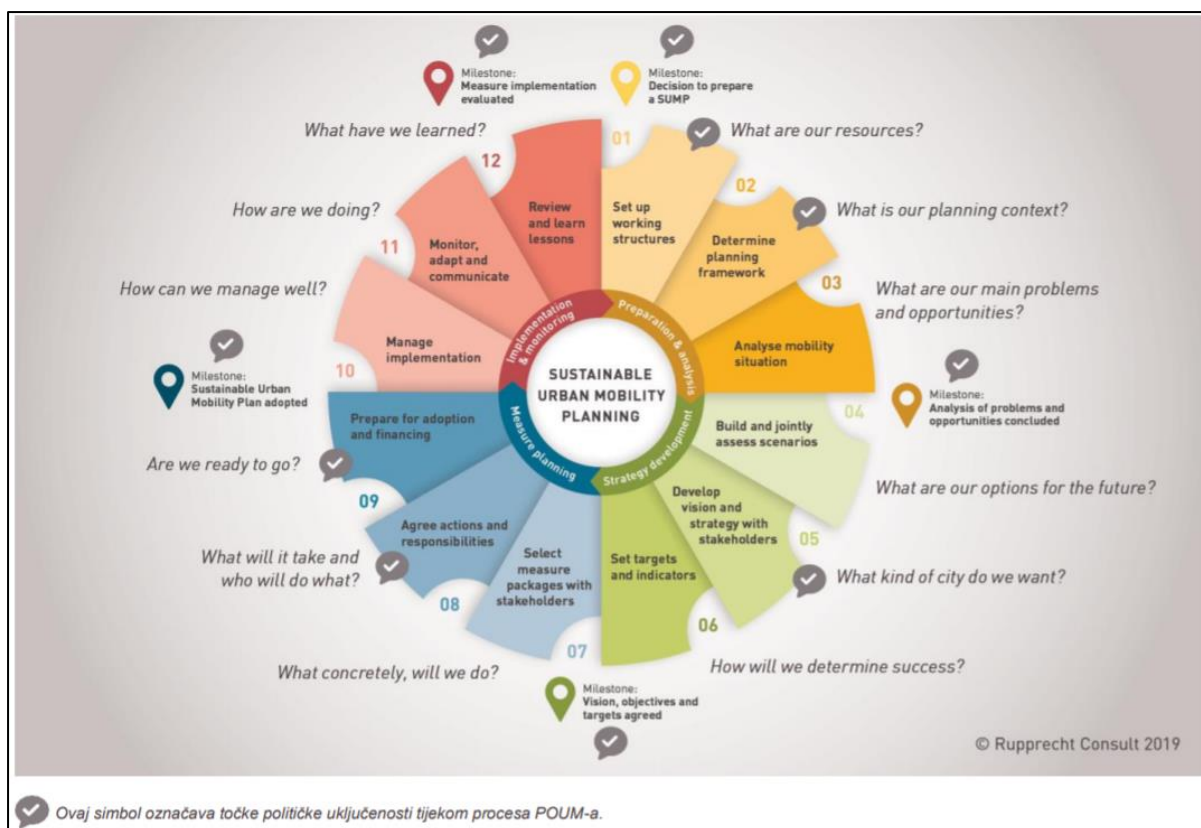 Milestone:
Measure implementation
evaluated
Milestone:
Decision to prepare
a SUMP
What have we learned?
What are our resources?
01
12
02
Set up
working
structures
Review
and learn
lessons
How are we doing?
What is our planning context?
11
Monitor,
adapt and
communicate
Determine
planning
framework
03
How can we manage well?
What are our main problems
and opportunities?
10
Manage
implementation
Analyse mobility
situation
Implementation
& monitoring
Preparation & analysis
SUSTAINABLE
URBAN MOBILITY
PLANNING
Measure planning
Strategy development
Milestone:
Sustainable Urban
Mobility Plan adopted
Milestone:
Analysis of problems and
opportunities concluded
Prepare for adoption
and financing
04
Build and jointly
assess scenarios
Are we ready to go?
What are our options for the future?
09
Agree actions and
responsibilities
Develop
vision and
strategy with
stakeholders
05
What will it take and
who will do what?
What kind of city do we want?
08
Select
measure
packages with
stakeholders
Set targets
and indicators
06
07
What concretely, will we do?
How will we determine success?
Milestone:
Vision, objectives and
targets agreed
© Rupprecht Consult 2019
Ovaj simbol označava točke političke uključenosti tijekom procesa POUM-a.